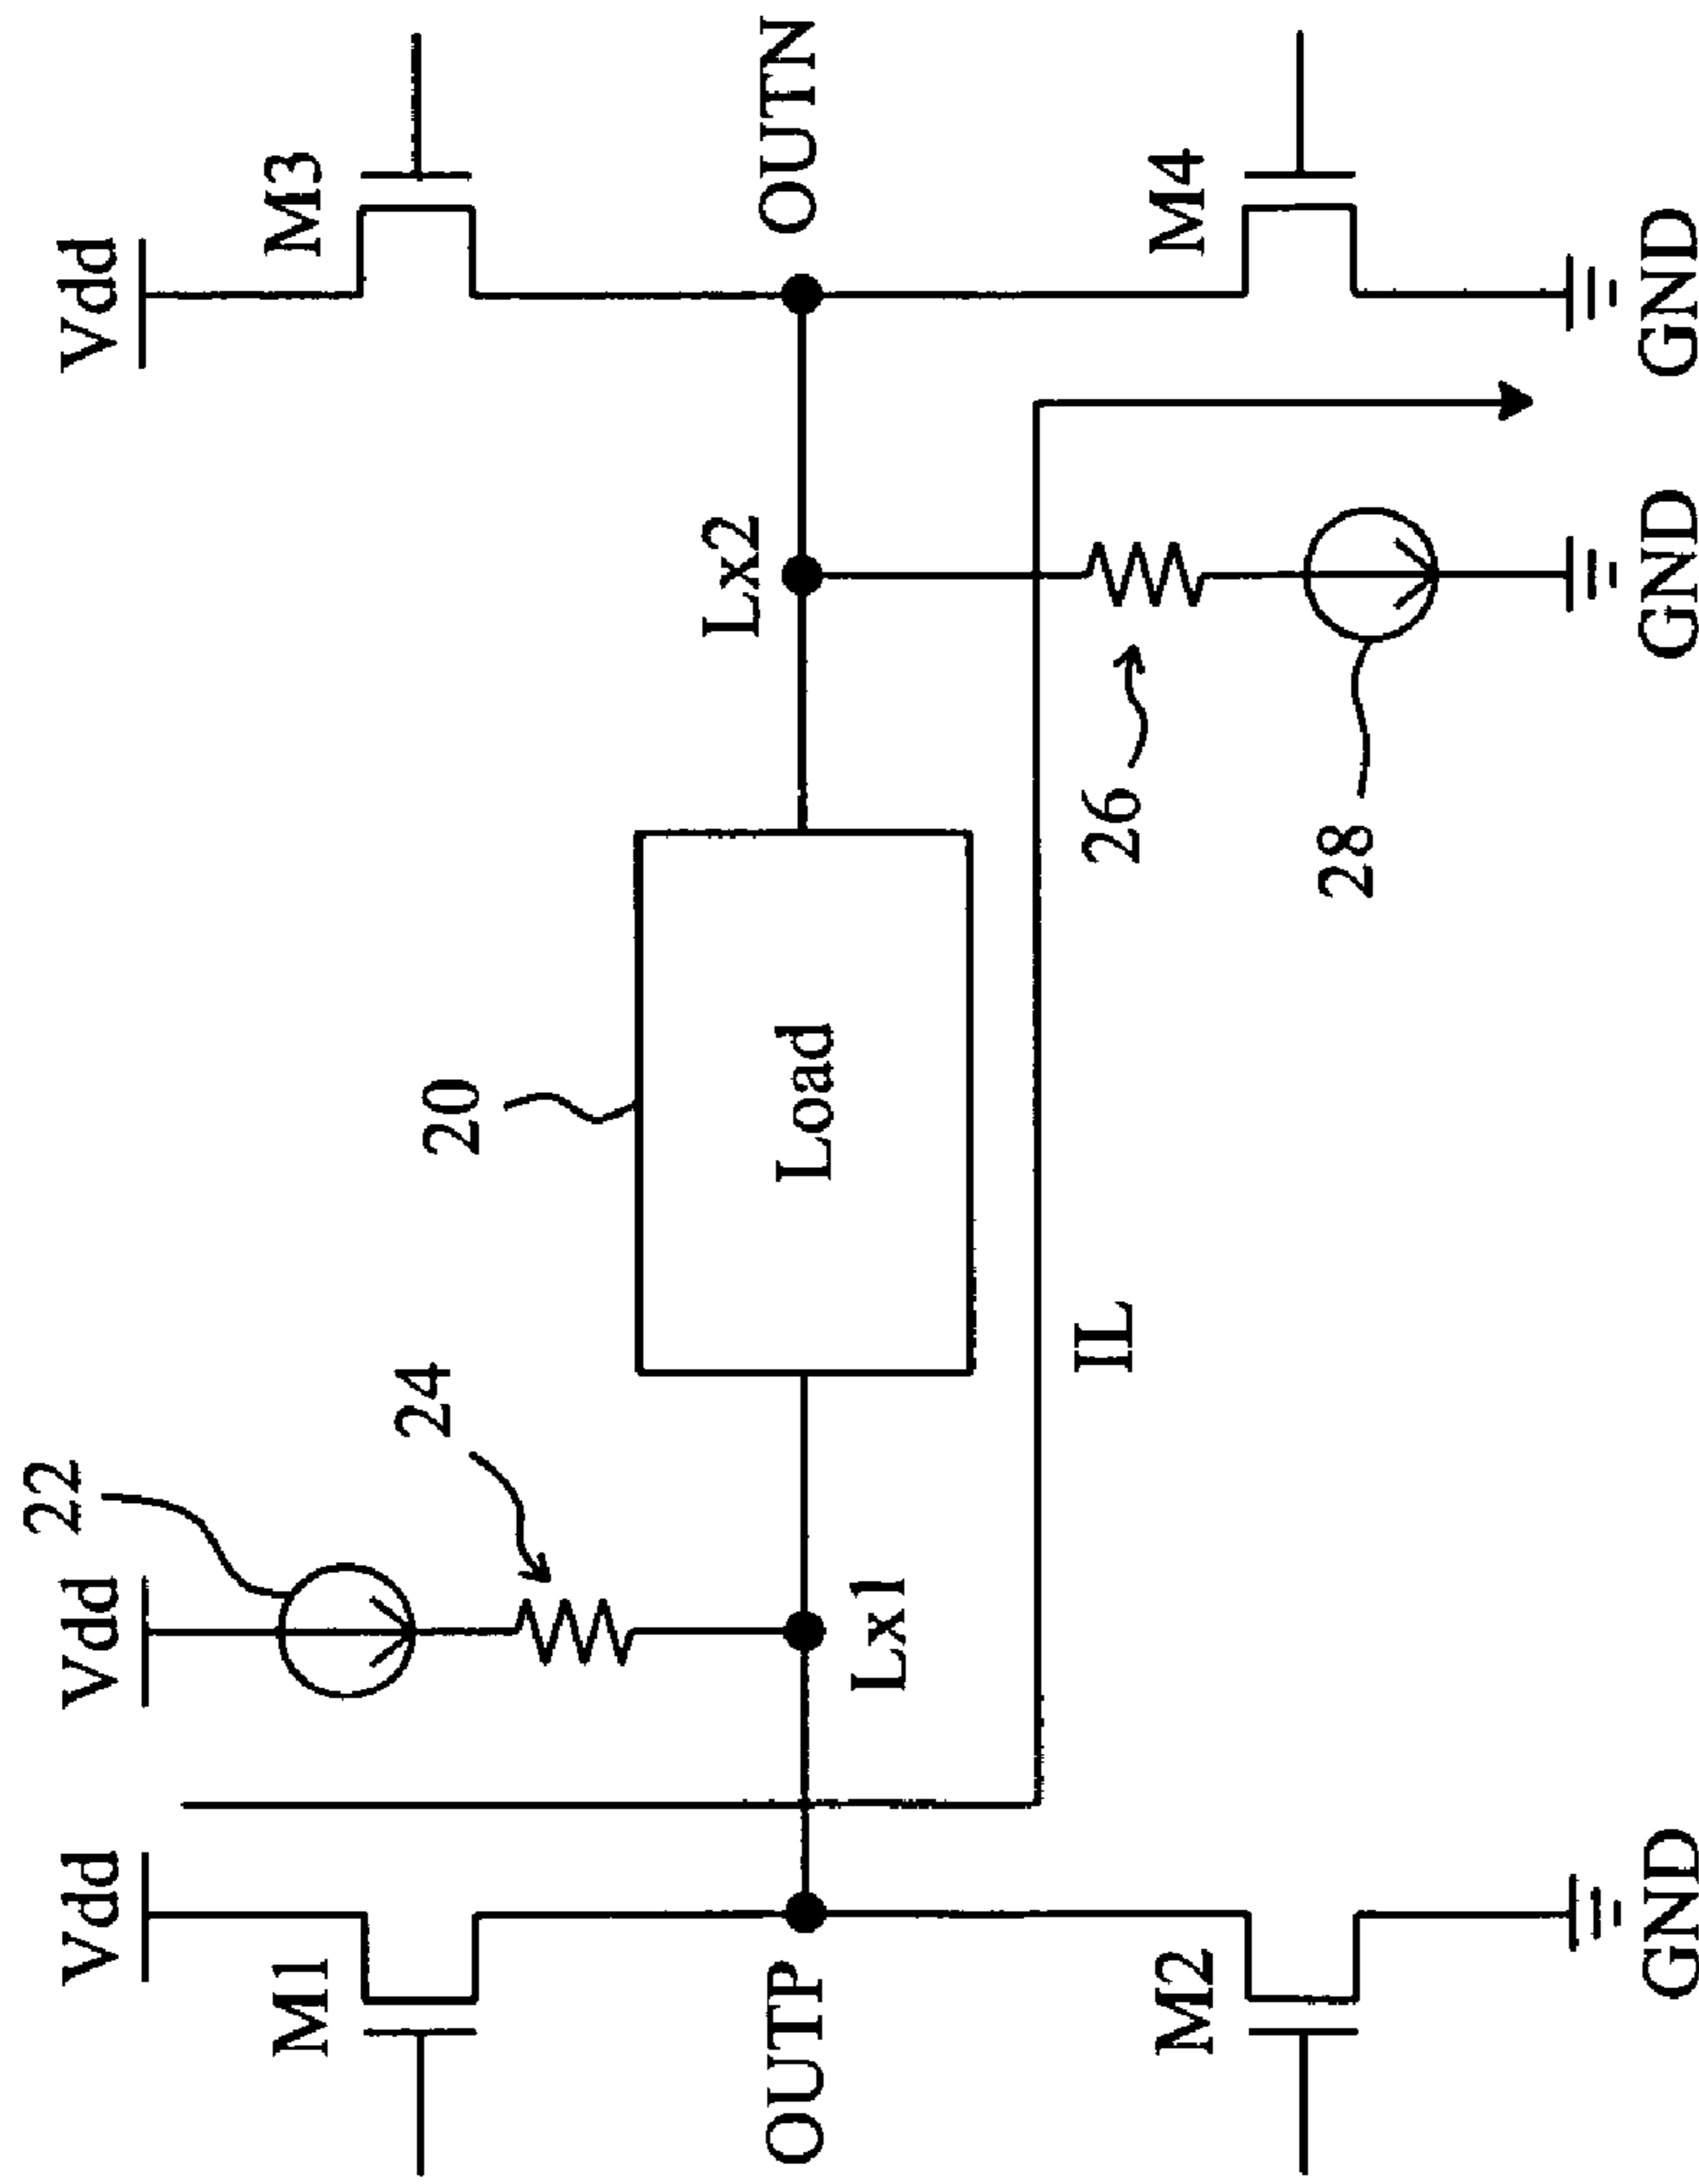 Vdd
Vdd
22
Vdd
M1
24
20
M3
OUTP
Lx1
Load
Lx2
OUTN
IL
26
M2
28
M4
GND
GND
GND